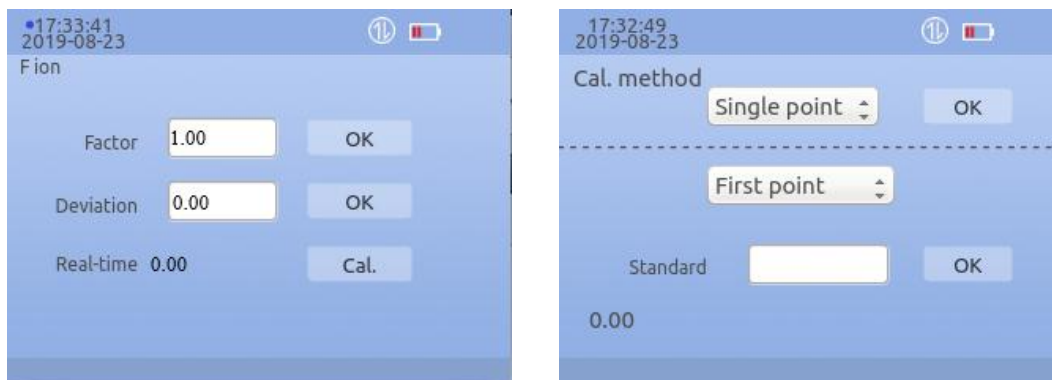 17:33:41
2019-08-23
F ion
Factor 1.00 OK
Deviation 0.00 OK
Real-time 0.00 Cal.
17:32:49
2019-08-23
Cal. method
Single point OK
First point
Standard OK
0.00